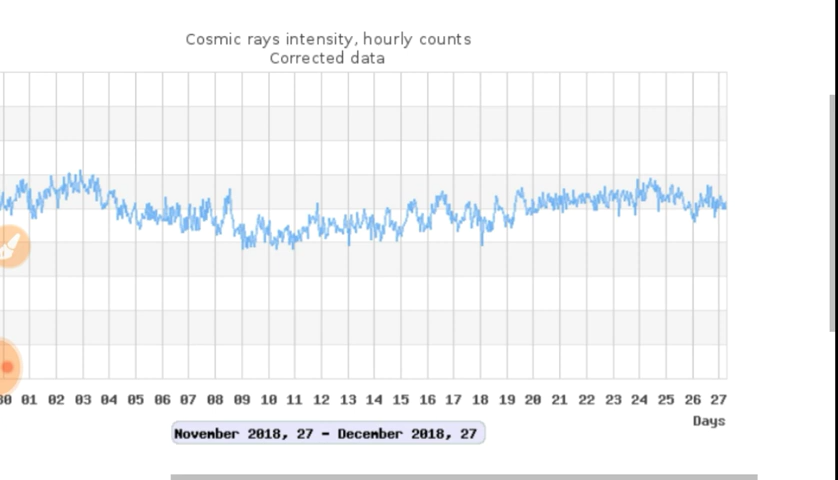 Cosmic rays intensity, hourly counts
Corrected data
30 01 02 03 04 05 06 07 08 09 10 11 12 13 14 15 16 17 18 19 20 21 22 23 24 25 26 27
Days
November 2018, 27 - December 2018, 27